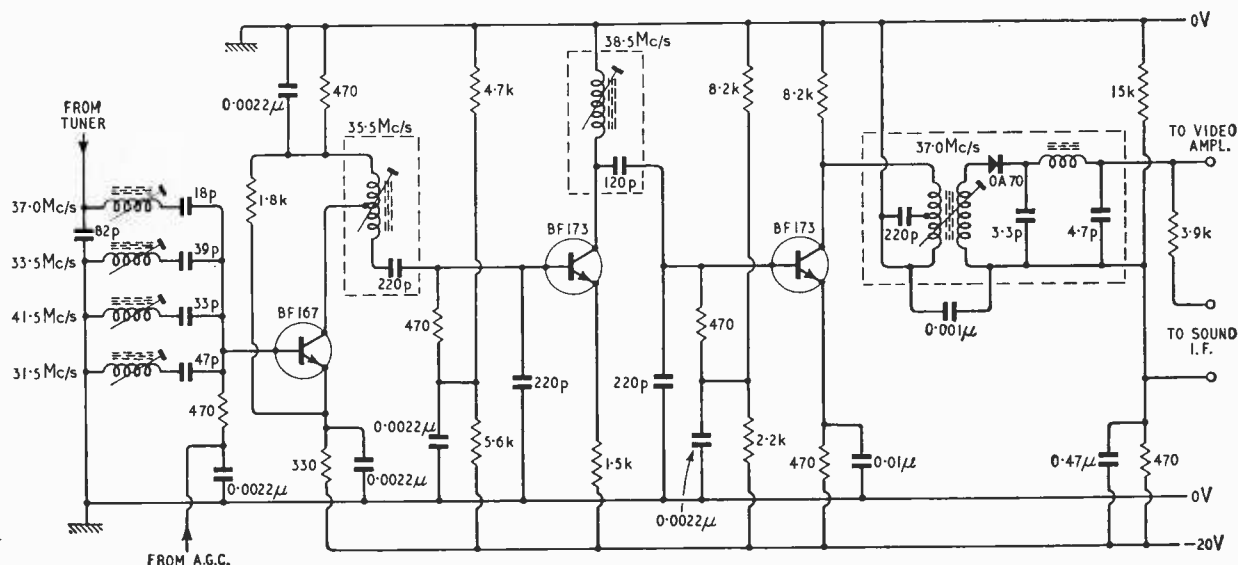 0V
38·5Mc/s
0·0022μ
470
4·7k
8·2k
8·2k
15k
FROM
TUNER
35·5Mc/s
37·0Mc/s
TO VIDEO
AMPL.
OA70
18p
1·8k
120p
37·0Mc/s
82p
BF173
BF173
220p
3·3p
4·7p
3·9k
39p
33·5Mc/s
220p
33p
41·5Mc/s
BF167
470
470
0·001μ
TO SOUND
I.F.
47p
31·5Mc/s
220p
220p
470
0·0022μ
5·6k
2·2k
330
1·5k
470
0·01μ
0·47μ
470
0·0022μ
0·0022μ
0V
0·0022μ
−20V
FROM A.G.C.